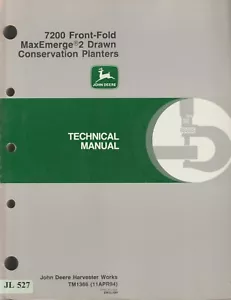 7200 Front-Fold
MaxEmerge®2 Drawn
Conservation Planters
JOHN DEERE
TECHNICAL
MANUAL
John Deere Harvester Works
TM1366 (11APR94)
JL 527